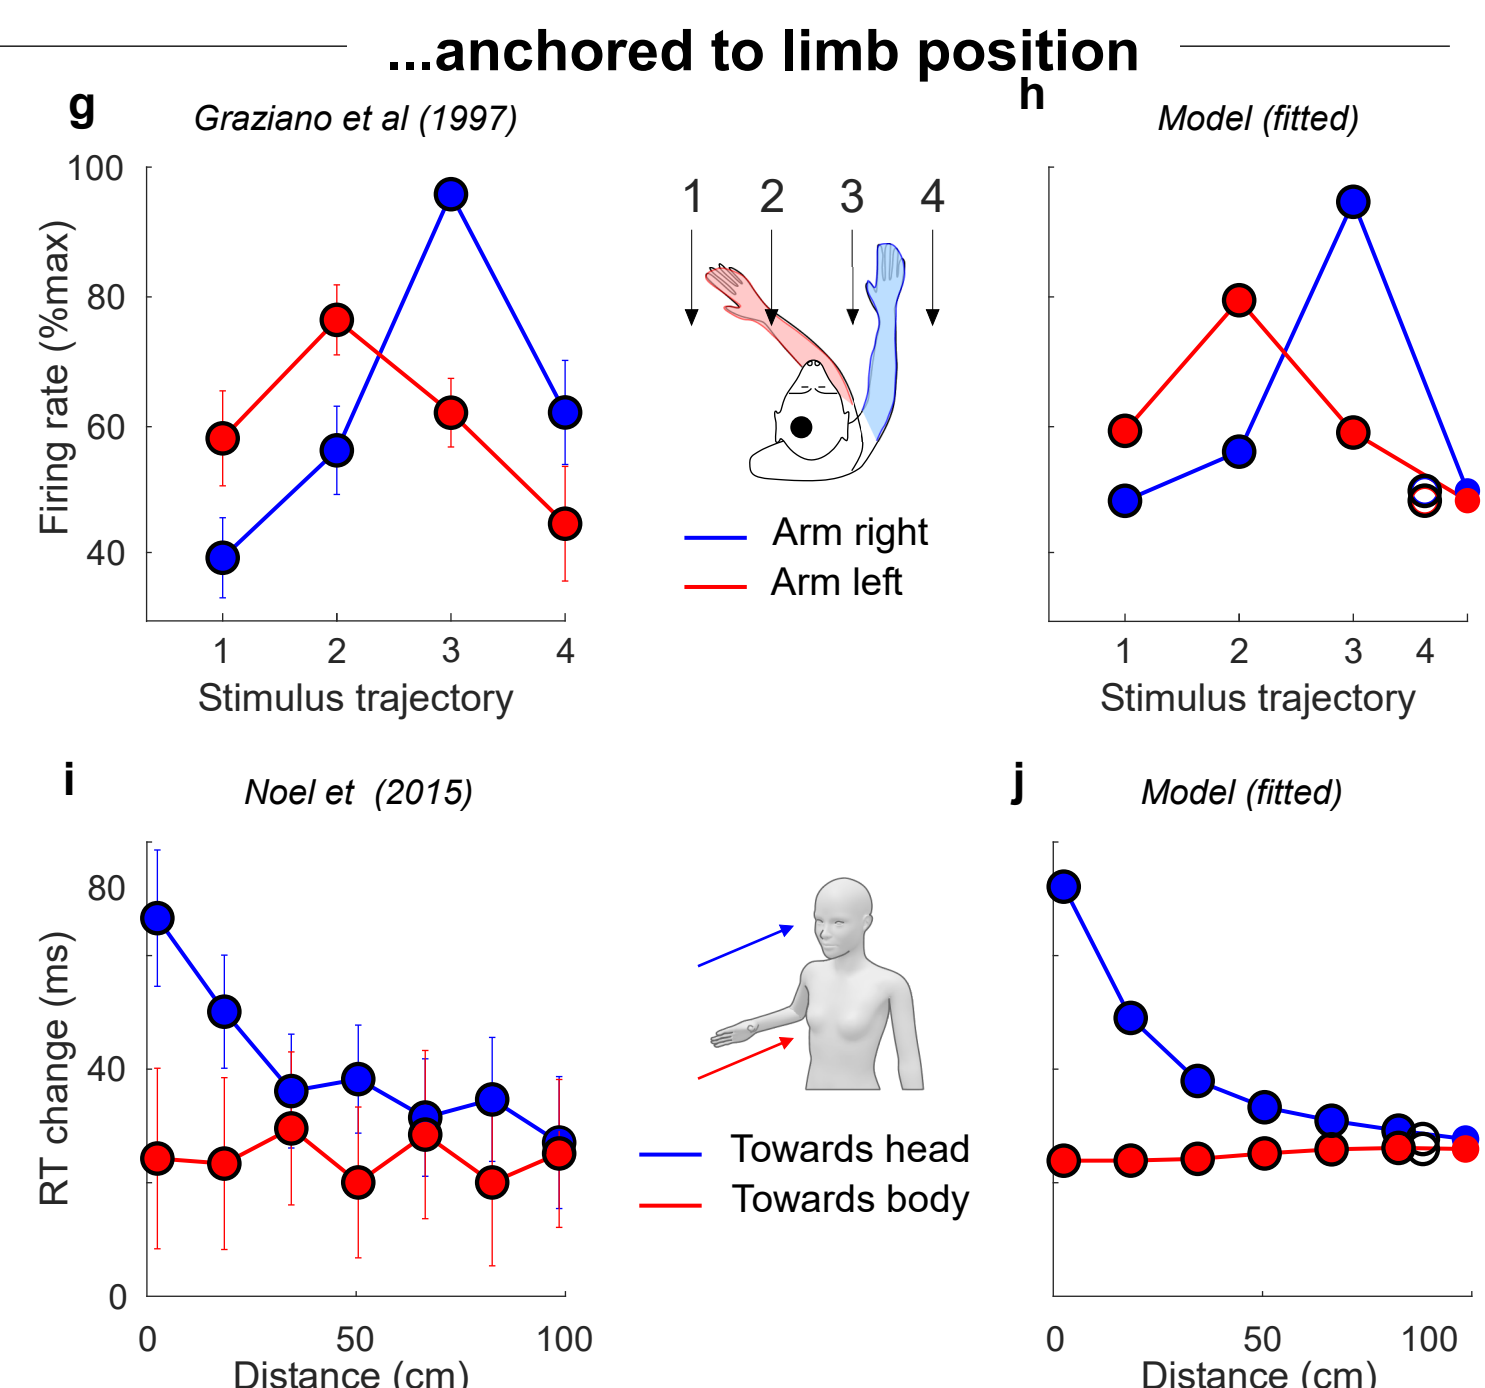 ...anchored to limb position
g
Graziano et al (1997)
h
Model (fitted)
100
80
60
40
Firing rate (%max)
1 2 3 4
Stimulus trajectory
1 2 3 4
Arm right
Arm left
1 2 3 4
Stimulus trajectory
i
Noel et (2015)
j
Model (fitted)
80
40
0
RT change (ms)
0 50 100
Distance (cm)
Towards head
Towards body
0 50 100
Distance (cm)